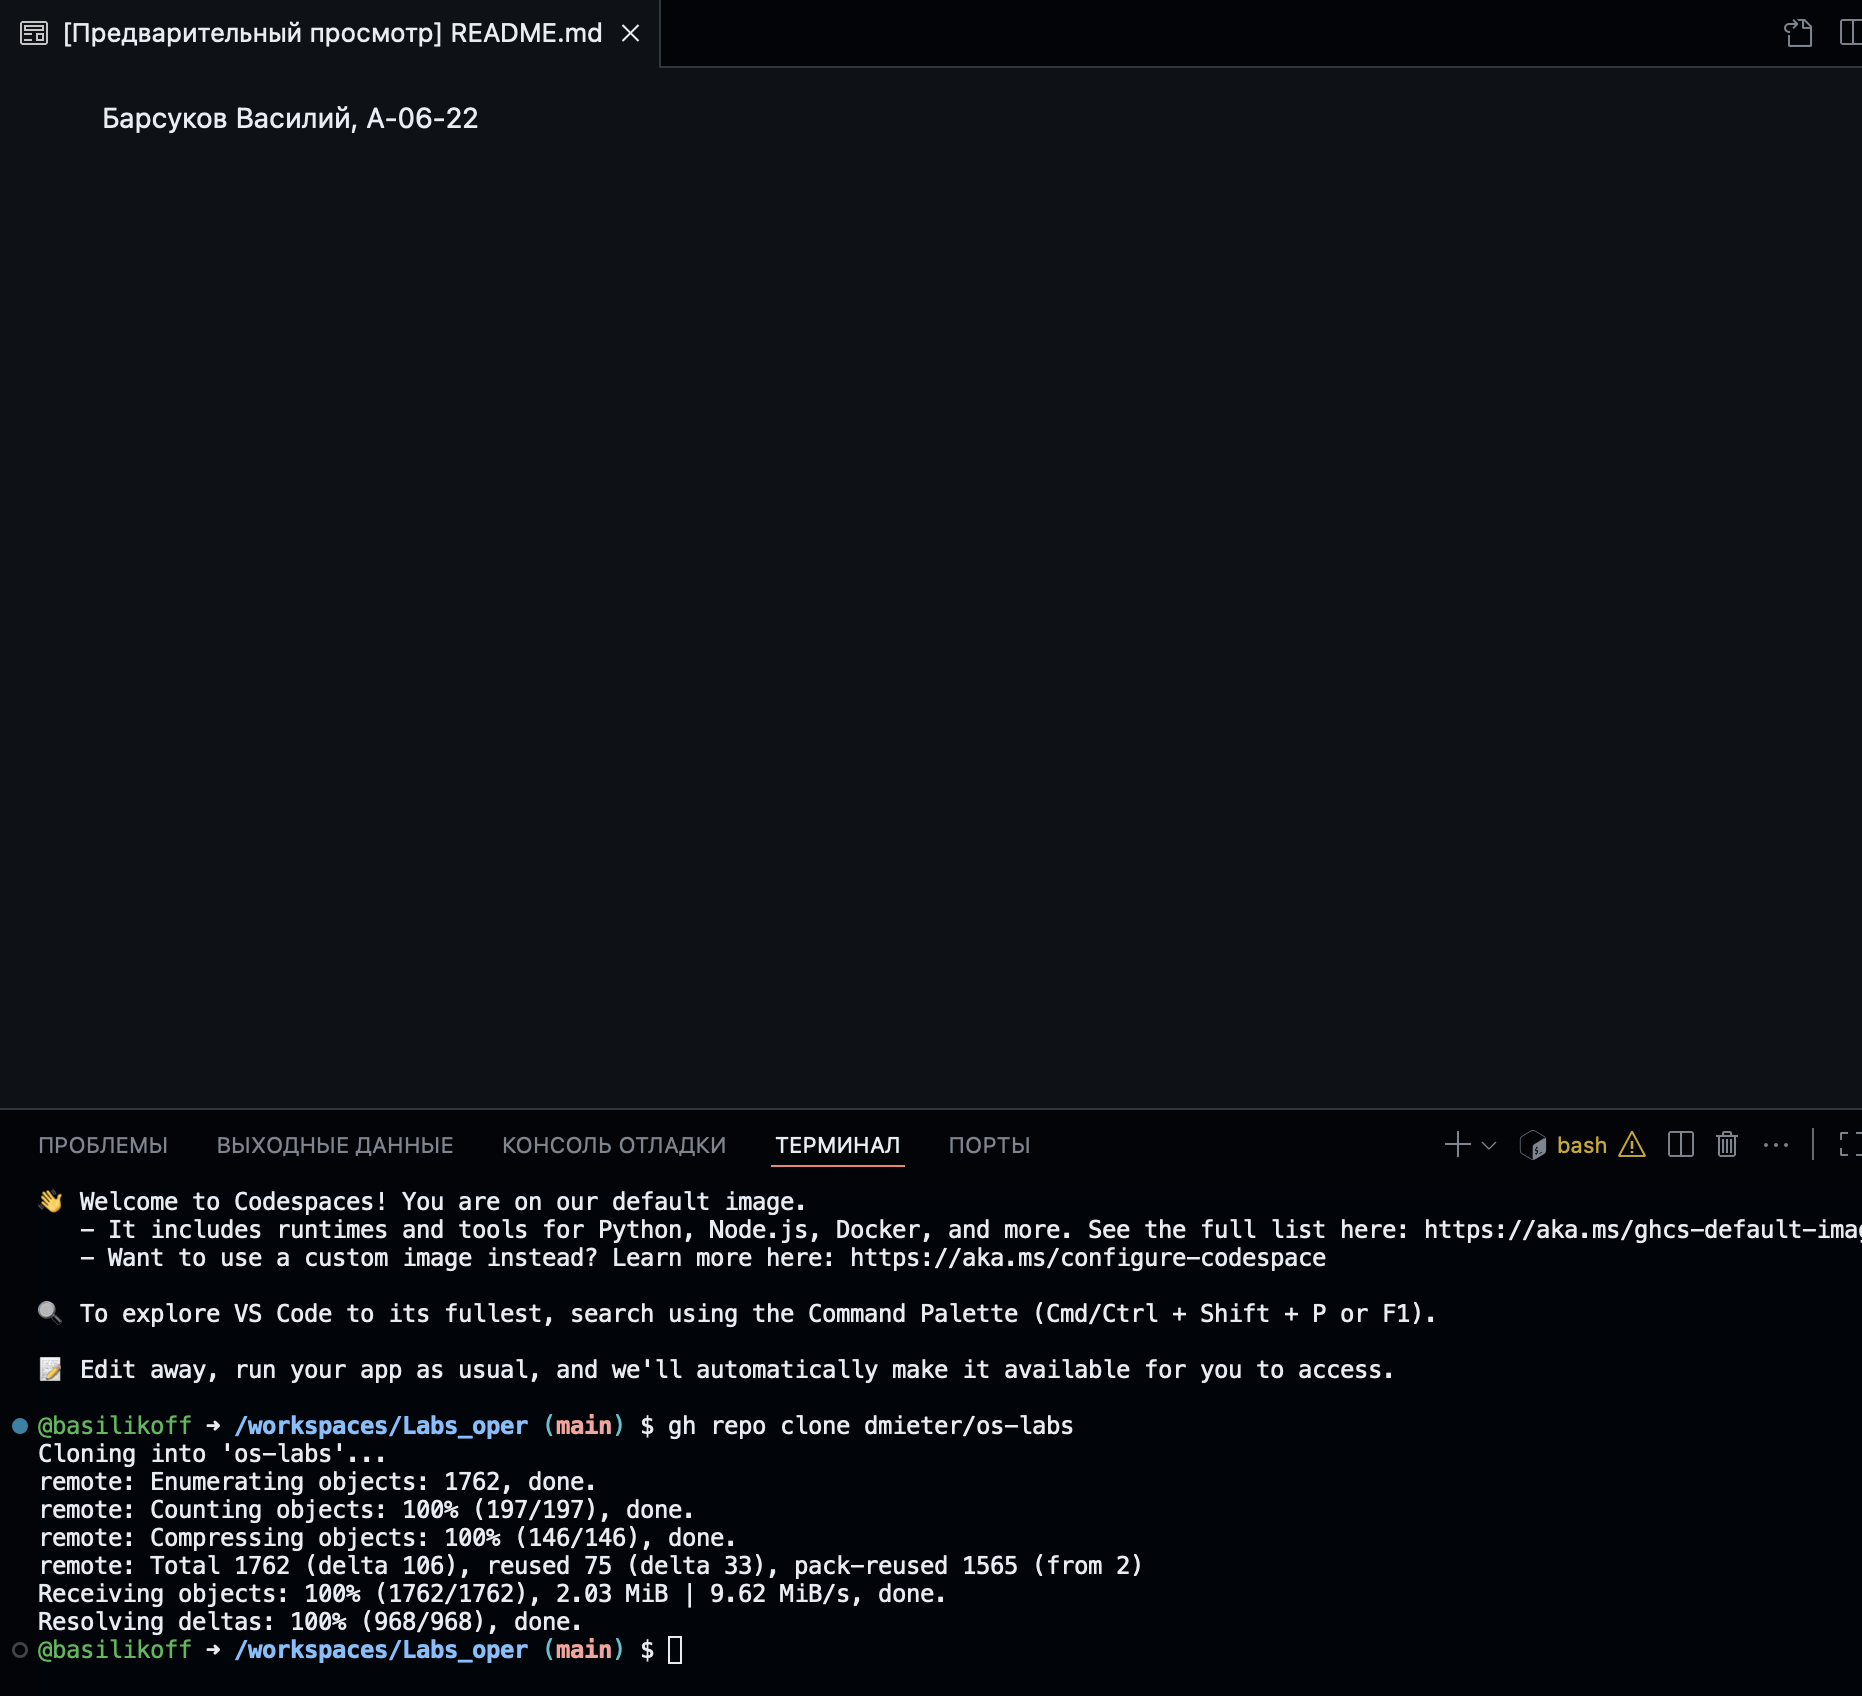 [Предварительный просмотр] README.md
Барсуков Василий, А-06-22
ПРОБЛЕМЫ ВЫХОДНЫЕ ДАННЫЕ КОНСОЛЬ ОТЛАДКИ ТЕРМИНАЛ ПОРТЫ bash
👋 Welcome to Codespaces! You are on our default image.
- It includes runtimes and tools for Python, Node.js, Docker, and more. See the full list here: https://aka.ms/ghcs-default-imag
- Want to use a custom image instead? Learn more here: https://aka.ms/configure-codespace
🔍 To explore VS Code to its fullest, search using the Command Palette (Cmd/Ctrl + Shift + P or F1).
📝 Edit away, run your app as usual, and we'll automatically make it available for you to access.
@basilikoff ➜ /workspaces/Labs_oper (main) $ gh repo clone dmieter/os-labs
Cloning into 'os-labs'...
remote: Enumerating objects: 1762, done.
remote: Counting objects: 100% (197/197), done.
remote: Compressing objects: 100% (146/146), done.
remote: Total 1762 (delta 106), reused 75 (delta 33), pack-reused 1565 (from 2)
Receiving objects: 100% (1762/1762), 2.03 MiB | 9.62 MiB/s, done.
Resolving deltas: 100% (968/968), done.
@basilikoff ➜ /workspaces/Labs_oper (main) $